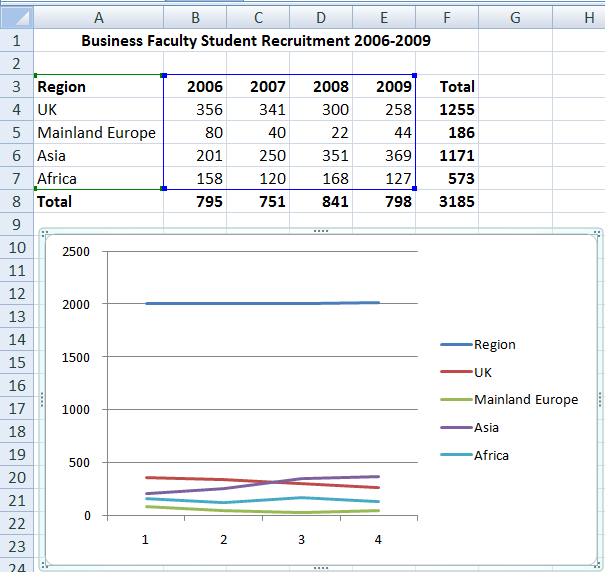 A B C D E F G H
1 Business Faculty Student Recruitment 2006-2009
2
3 Region 2006 2007 2008 2009 Total
4 UK 356 341 300 258 1255
5 Mainland Europe 80 40 22 44 186
6 Asia 201 250 351 369 1171
7 Africa 158 120 168 127 573
8 Total 795 751 841 798 3185
9
10
11
12
13
14
15
16
17
18
19
20
21
22
23
24
2500
2000
1500
1000
500
0
1 2 3 4
Region
UK
Mainland Europe
Asia
Africa